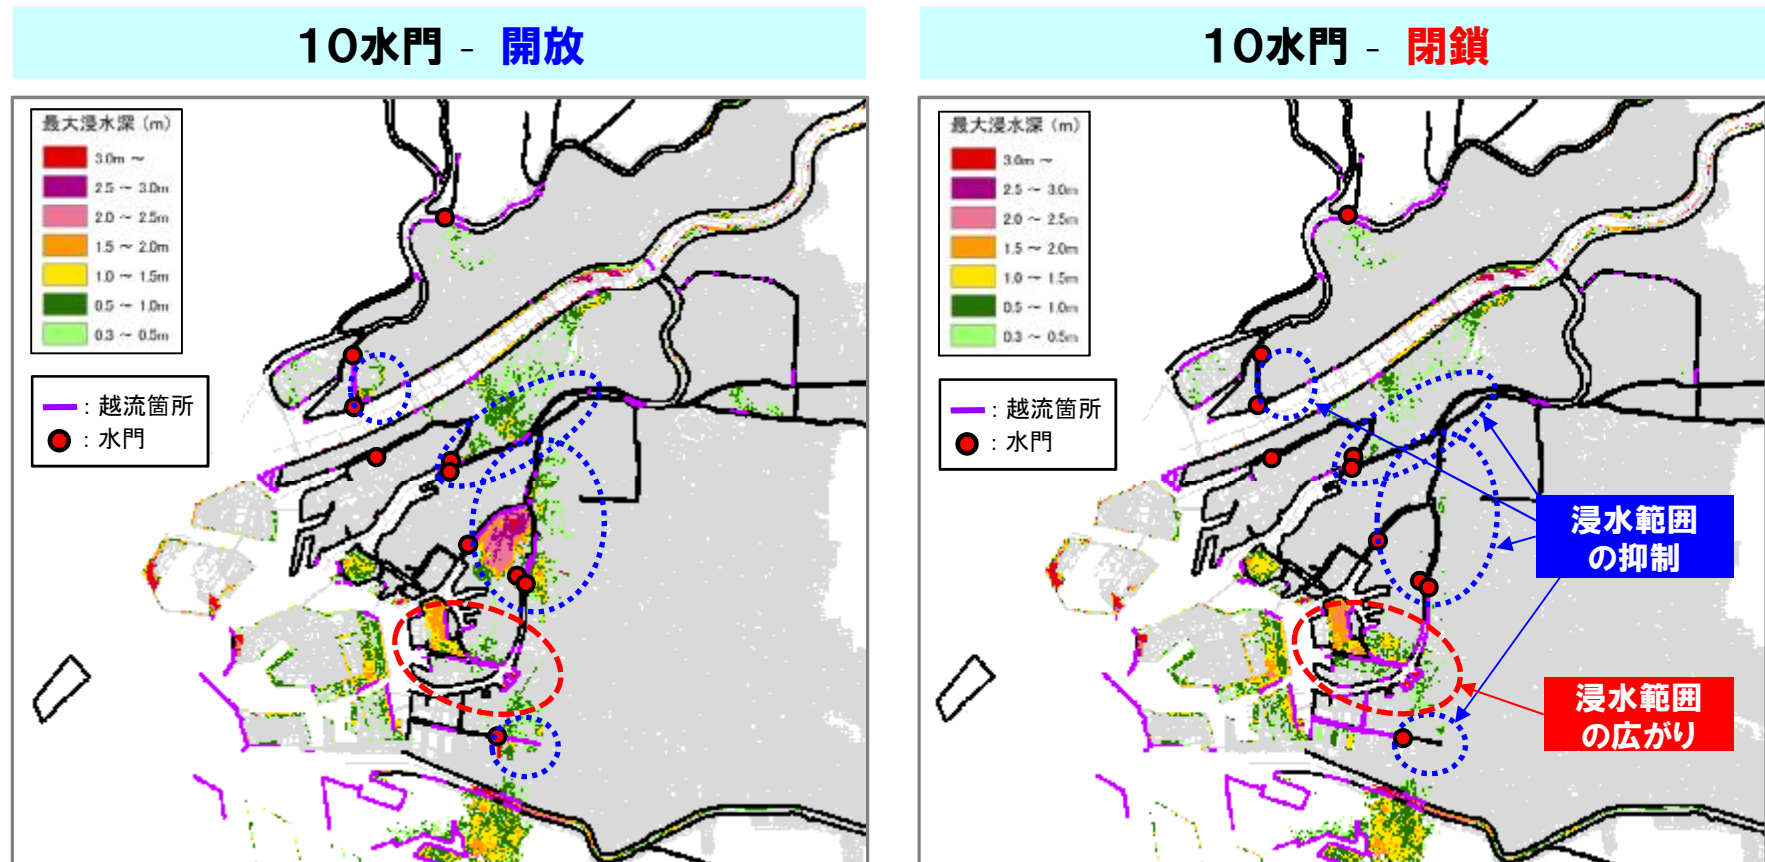 10水門 - 開放
最大浸水深 (m)
3.0m ～
2.5 ～ 3.0m
2.0 ～ 2.5m
1.5 ～ 2.0m
1.0 ～ 1.5m
0.5 ～ 1.0m
0.3 ～ 0.5m
：越流箇所
：水門
10水門 - 閉鎖
最大浸水深 (m)
3.0m ～
2.5 ～ 3.0m
2.0 ～ 2.5m
1.5 ～ 2.0m
1.0 ～ 1.5m
0.5 ～ 1.0m
0.3 ～ 0.5m
：越流箇所
：水門
浸水範囲
の抑制
浸水範囲
の広がり